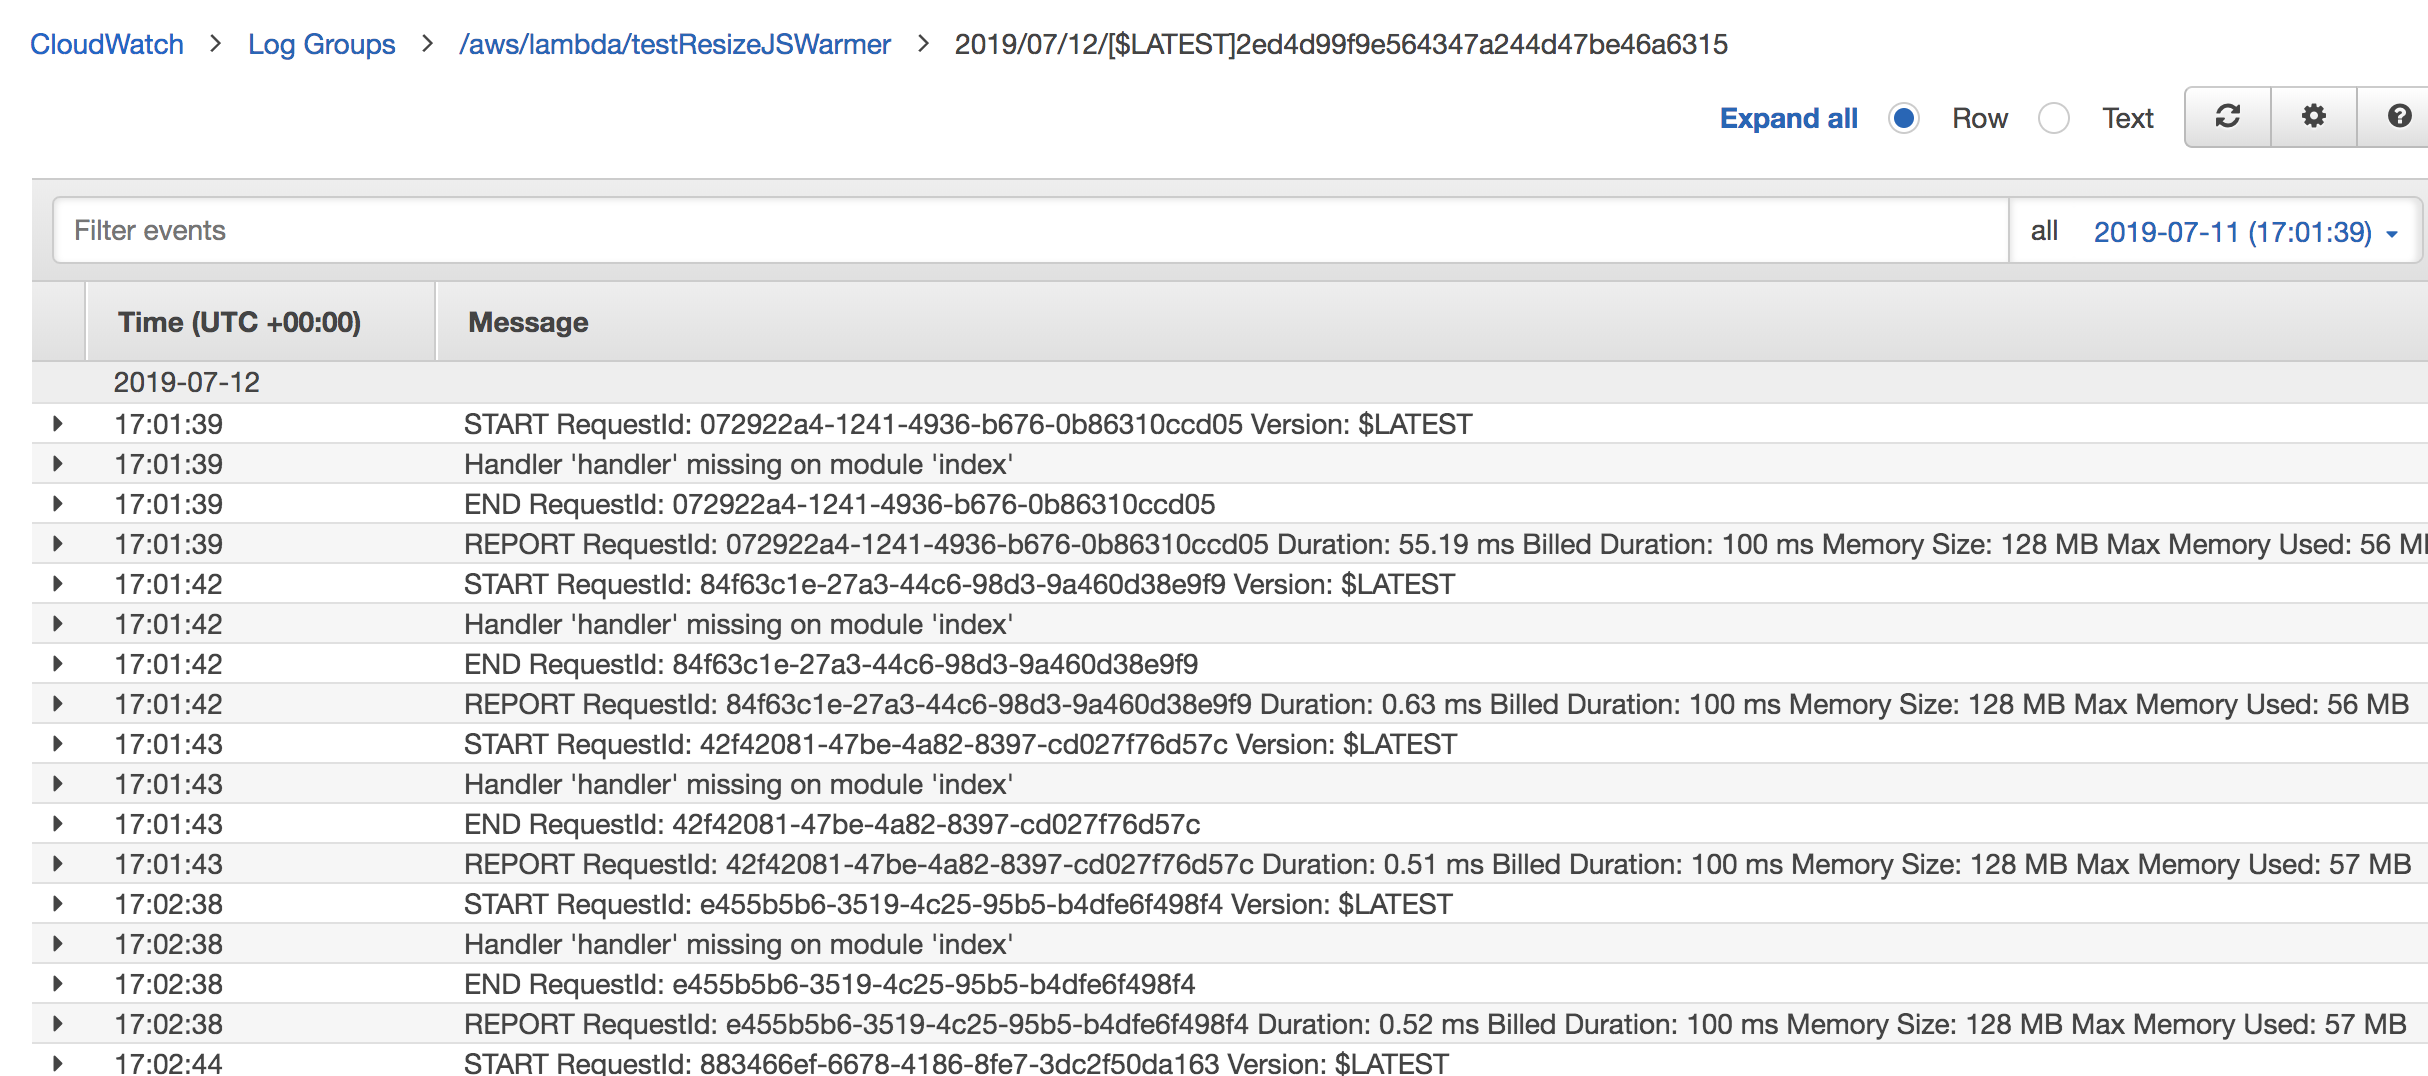 CloudWatch > Log Groups > /aws/lambda/testResizeJSWarmer > 2019/07/12/[$LATEST]2ed4d99f9e564347a244d47be46a6315
Expand all Row Text
Filter events all 2019-07-11 (17:01:39)
Time (UTC +00:00) Message
2019-07-12
17:01:39 START RequestId: 072922a4-1241-4936-b676-0b86310ccd05 Version: $LATEST
17:01:39 Handler 'handler' missing on module 'index'
17:01:39 END RequestId: 072922a4-1241-4936-b676-0b86310ccd05
17:01:39 REPORT RequestId: 072922a4-1241-4936-b676-0b86310ccd05 Duration: 55.19 ms Billed Duration: 100 ms Memory Size: 128 MB Max Memory Used: 56 M
17:01:42 START RequestId: 84f63c1e-27a3-44c6-98d3-9a460d38e9f9 Version: $LATEST
17:01:42 Handler 'handler' missing on module 'index'
17:01:42 END RequestId: 84f63c1e-27a3-44c6-98d3-9a460d38e9f9
17:01:42 REPORT RequestId: 84f63c1e-27a3-44c6-98d3-9a460d38e9f9 Duration: 0.63 ms Billed Duration: 100 ms Memory Size: 128 MB Max Memory Used: 56 MB
17:01:43 START RequestId: 42f42081-47be-4a82-8397-cd027f76d57c Version: $LATEST
17:01:43 Handler 'handler' missing on module 'index'
17:01:43 END RequestId: 42f42081-47be-4a82-8397-cd027f76d57c
17:01:43 REPORT RequestId: 42f42081-47be-4a82-8397-cd027f76d57c Duration: 0.51 ms Billed Duration: 100 ms Memory Size: 128 MB Max Memory Used: 57 MB
17:02:38 START RequestId: e455b5b6-3519-4c25-95b5-b4dfe6f498f4 Version: $LATEST
17:02:38 Handler 'handler' missing on module 'index'
17:02:38 END RequestId: e455b5b6-3519-4c25-95b5-b4dfe6f498f4
17:02:38 REPORT RequestId: e455b5b6-3519-4c25-95b5-b4dfe6f498f4 Duration: 0.52 ms Billed Duration: 100 ms Memory Size: 128 MB Max Memory Used: 57 MB
17:02:44 START RequestId: 883466ef-6678-4186-8fe7-3dc2f50da163 Version: $LATEST